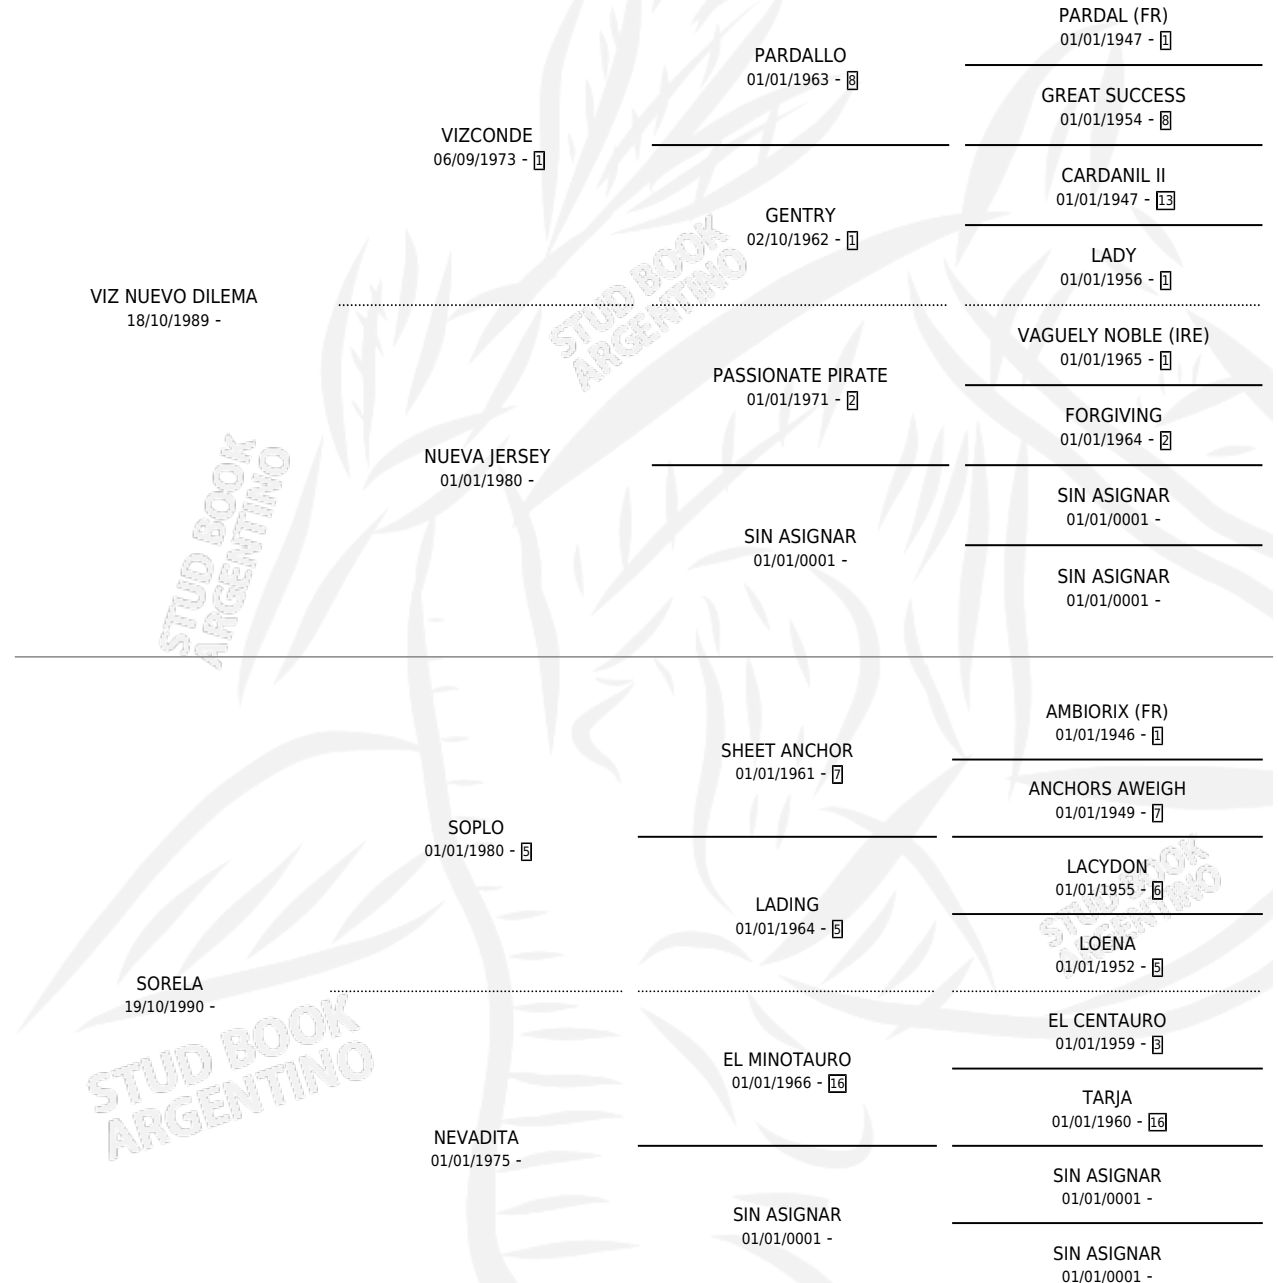 PARDAL (FR)
01/01/1947 - 1
PARDALLO
01/01/1963 - 8
GREAT SUCCESS
01/01/1954 - 8
VIZCONDE
06/09/1973 - 1
CARDANIL II
01/01/1947 - 13
GENTRY
02/10/1962 - 1
LADY
01/01/1956 - 1
VIZ NUEVO DILEMA
18/10/1989 -
STUD BOOK
ARGENTINO
VAGUELY NOBLE (IRE)
01/01/1965 - 1
PASSIONATE PIRATE
01/01/1971 - 2
FORGIVING
01/01/1964 - 2
NUEVA JERSEY
01/01/1980 -
STUD BOOK
ARGENTINO
SIN ASIGNAR
01/01/0001 -
SIN ASIGNAR
01/01/0001 -
SIN ASIGNAR
01/01/0001 -
AMBIORIX (FR)
01/01/1946 - 1
SHEET ANCHOR
01/01/1961 - 7
ANCHORS AWEIGH
01/01/1949 - 7
SOPLO
01/01/1980 - 5
LACYDON
01/01/1955 - 6
STUD BOOK
ARGENTINO
LADING
01/01/1964 - 5
LOENA
01/01/1952 - 5
SORELA
19/10/1990 -
STUD BOOK
ARGENTINO
EL CENTAURO
01/01/1959 - 3
EL MINOTAURO
01/01/1966 - 16
TARJA
01/01/1960 - 16
NEVADITA
01/01/1975 -
SIN ASIGNAR
01/01/0001 -
SIN ASIGNAR
01/01/0001 -
SIN ASIGNAR
01/01/0001 -